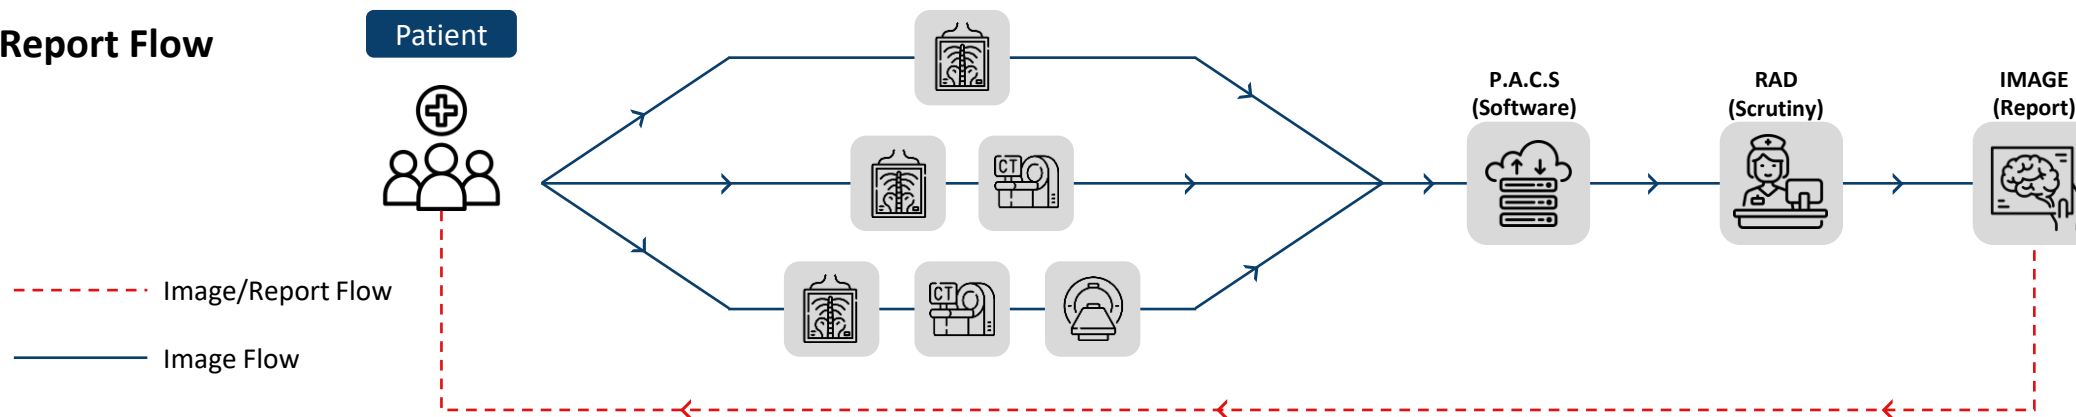 Report Flow
Patient
P.A.C.S
(Software)
RAD
(Scrutiny)
IMAGE
(Report)
CT
CT
Image/Report Flow
Image Flow